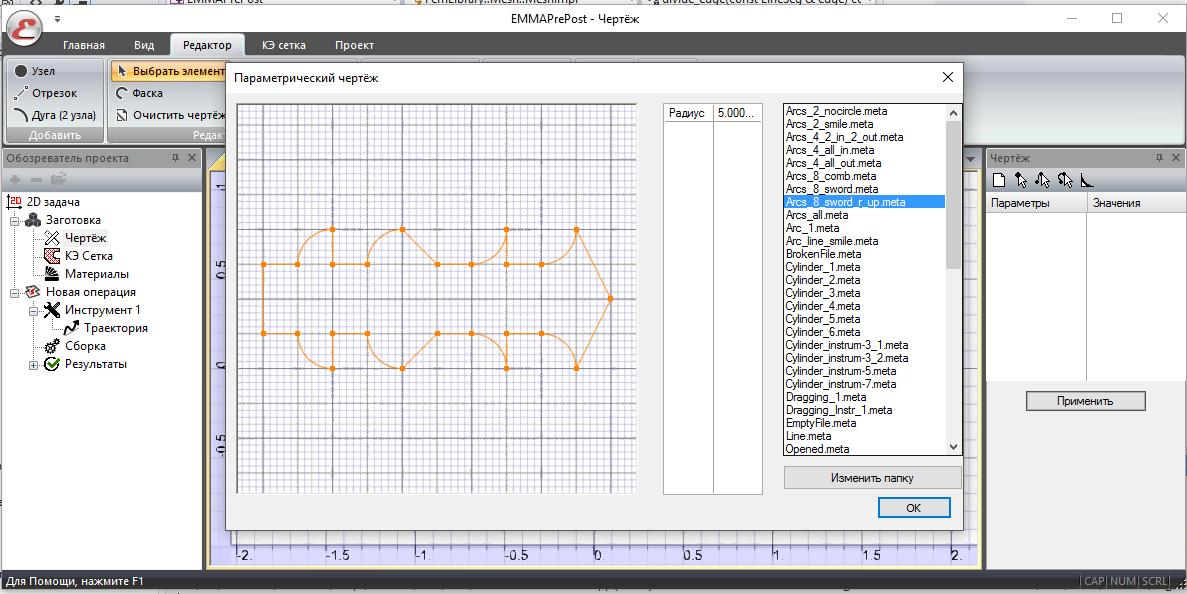 EMMAPrePost - Чертёж
Главная Вид Редактор КЭ сетка Проект
Узел
Отрезок
Дуга (2 узла)
Добавить
Выбрать элемент
Фаска
Очистить чертёж
Редак
Обозреватель проекта
2D задача
Заготовка
Чертёж
КЭ Сетка
Материалы
Новая операция
Инструмент 1
Траектория
Сборка
Результаты
Параметрический чертёж
Радиус 5.000...
Arcs_2_nocircle.meta
Arcs_2_smile.meta
Arcs_4_2_in_2_out.meta
Arcs_4_all_in.meta
Arcs_4_all_out.meta
Arcs_8_comb.meta
Arcs_8_sword.meta
Arcs_8_sword_r_up.meta
Arcs_all.meta
Arc_1.meta
Arc_line_smile.meta
BrokenFile.meta
Cylinder_1.meta
Cylinder_2.meta
Cylinder_3.meta
Cylinder_4.meta
Cylinder_5.meta
Cylinder_6.meta
Cylinder_instrum-3_1.meta
Cylinder_instrum-3_2.meta
Cylinder_instrum-5.meta
Cylinder_instrum-7.meta
Dragging_1.meta
Dragging_Instr_1.meta
EmptyFile.meta
Line.meta
Opened.meta
Изменить папку
OK
1
0.5
0
-0.5
-2. -1.5 -1. -0.5 0 0.5 1. 1.5 2.
Чертёж
Параметры Значения
Применить
Для Помощи, нажмите F1
CAP NUM SCRL